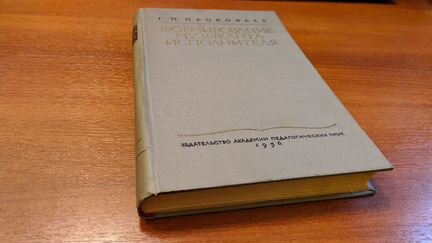 Г. П. ПРОКОФЬЕВ
ФОРМИРОВАНИЕ
МУЗЫКАНТА-
ИСПОЛНИТЕЛЯ
ИЗДАТЕЛЬСТВО АКАДЕМИИ ПЕДАГОГИЧЕСКИХ НАУК
1956